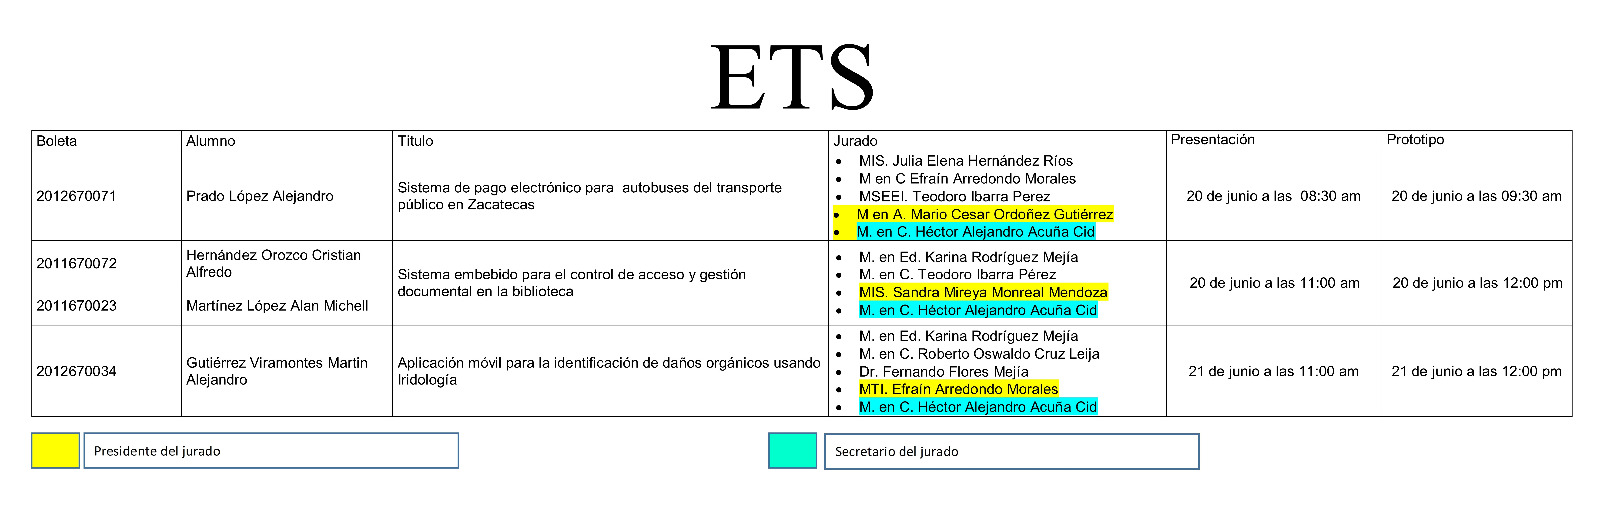 ETS
Boleta Alumno Titulo Jurado Presentación Prototipo
2012670071
Prado López Alejandro
Sistema de pago electrónico para  autobuses del transporte
público en Zacatecas
• MIS. Julia Elena Hernández Ríos
• M en C Efraín Arredondo Morales
• MSEEI. Teodoro Ibarra Perez
• M en A. Mario Cesar Ordoñez Gutiérrez
• M. en C. Héctor Alejandro Acuña Cid
20 de junio a las  08:30 am
20 de junio a las 09:30 am
2011670072
2011670023
Hernández Orozco Cristian
Alfredo
Martínez López Alan Michell
Sistema embebido para el control de acceso y gestión
documental en la biblioteca
• M. en Ed. Karina Rodríguez Mejía
• M. en C. Teodoro Ibarra Pérez
• MIS. Sandra Mireya Monreal Mendoza
• M. en C. Héctor Alejandro Acuña Cid
20 de junio a las 11:00 am
20 de junio a las 12:00 pm
2012670034
Gutiérrez Viramontes Martin
Alejandro
Aplicación móvil para la identificación de daños orgánicos usando
Iridología
• M. en Ed. Karina Rodríguez Mejía
• M. en C. Roberto Oswaldo Cruz Leija
• Dr. Fernando Flores Mejía
• MTI. Efraín Arredondo Morales
• M. en C. Héctor Alejandro Acuña Cid
21 de junio a las 11:00 am
21 de junio a las 12:00 pm
Presidente del jurado
Secretario del jurado